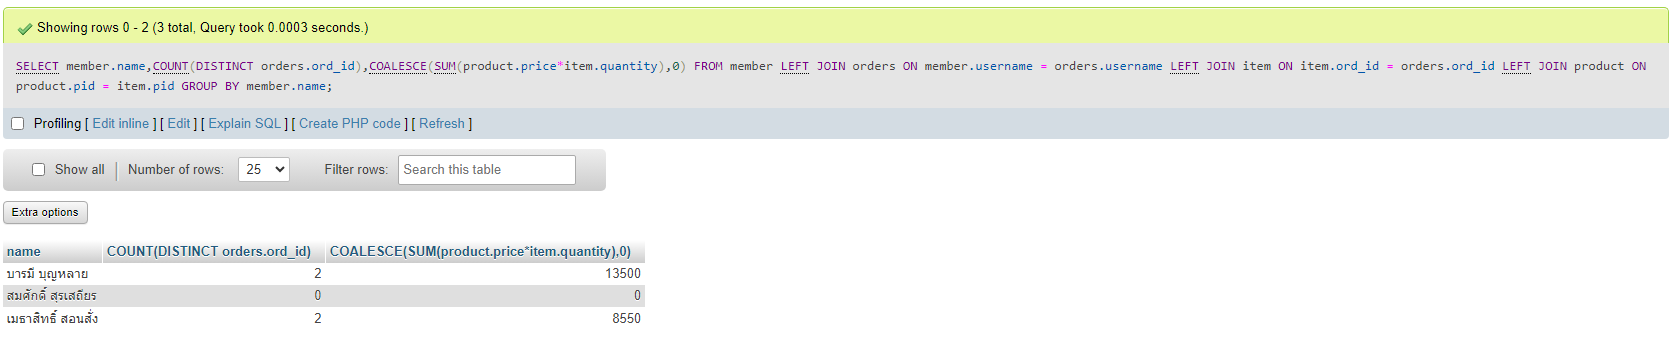 Showing rows 0 - 2 (3 total, Query took 0.0003 seconds.)
SELECT member.name,COUNT(DISTINCT orders.ord_id),COALESCE(SUM(product.price*item.quantity),0) FROM member LEFT JOIN orders ON member.username = orders.username LEFT JOIN item ON item.ord_id = orders.ord_id LEFT JOIN product ON
product.pid = item.pid GROUP BY member.name;
Profiling [ Edit inline ] [ Edit ] [ Explain SQL ] [ Create PHP code ] [ Refresh ]
Show all Number of rows: 25 Filter rows: Search this table
Extra options
name COUNT(DISTINCT orders.ord_id) COALESCE(SUM(product.price*item.quantity),0)
บารมี บุญหลาย 2 13500
สมศักดิ์ สุรเสถียร 0 0
เมธาสิทธิ์ สอนสั่ง 2 8550